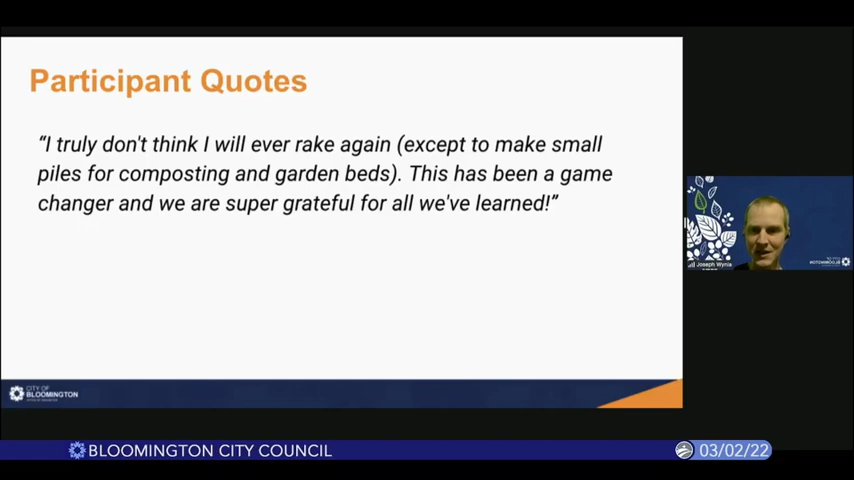 Participant Quotes
“I truly don't think I will ever rake again (except to make small
piles for composting and garden beds). This has been a game
changer and we are super grateful for all we've learned!”
Joseph Wynia
CITY OF
BLOOMINGTON
BLOOMINGTON
BLOOMINGTON CITY COUNCIL
03/02/22